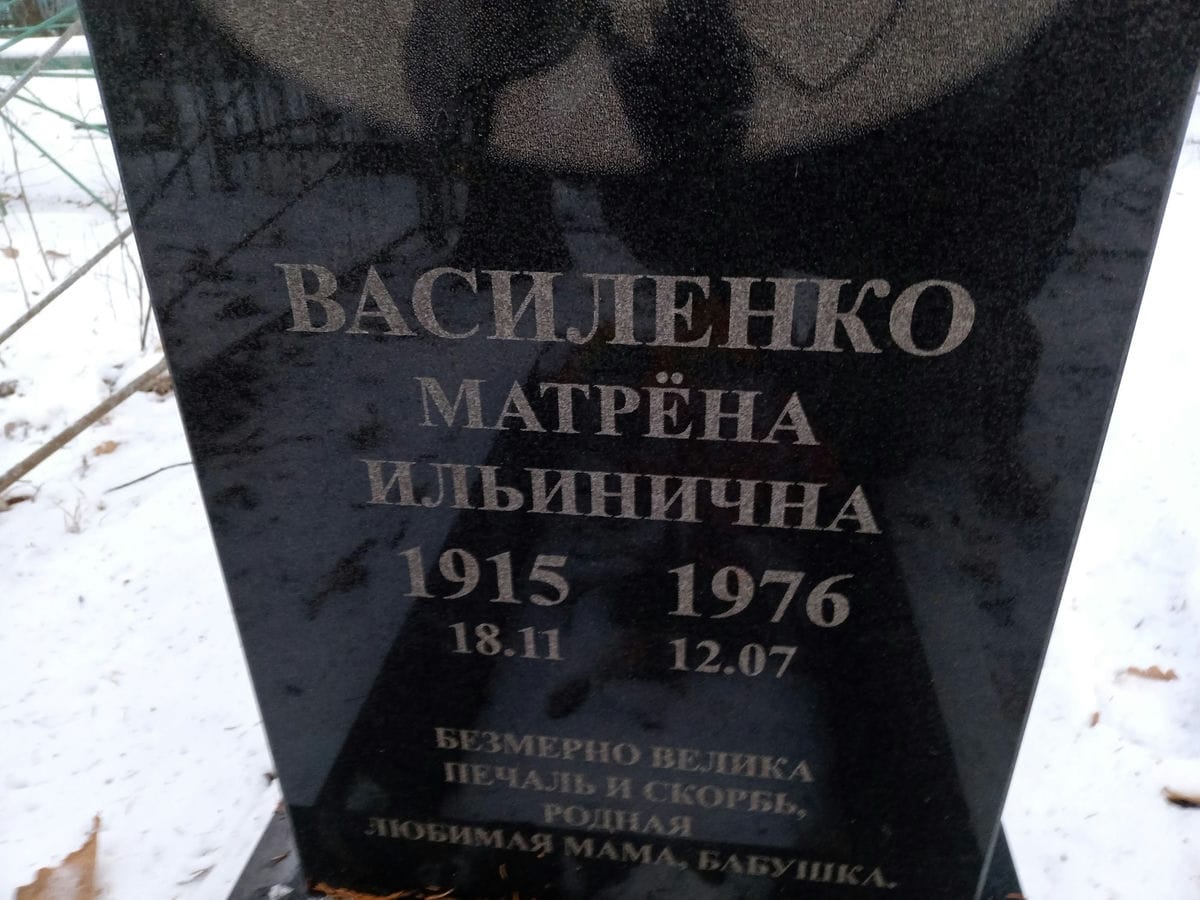 ВАСИЛЕНКО
МАТРЁНА
ИЛЬИНИЧНА
1915 1976
18.11 12.07
БЕЗМЕРНО ВЕЛИКА
ПЕЧАЛЬ И СКОРБЬ,
РОДНАЯ
ЛЮБИМАЯ МАМА, БАБУШКА.